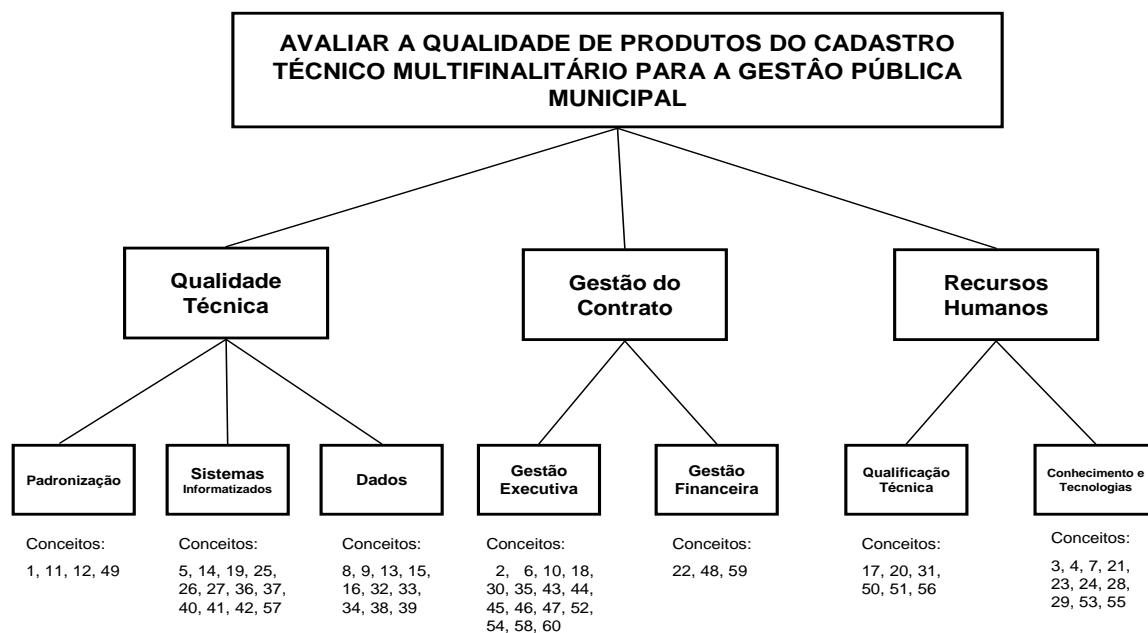 AVALIAR A QUALIDADE DE PRODUTOS DO CADASTRO
TÉCNICO MULTIFINALITÁRIO PARA A GESTÂO PÚBLICA
MUNICIPAL
Qualidade
Técnica
Gestão do
Contrato
Recursos
Humanos
Padronização
Sistemas
Informatizados
Dados
Gestão
Executiva
Gestão
Financeira
Qualificação
Técnica
Conhecimento e
Tecnologias
Conceitos:
1, 11, 12, 49
Conceitos:
5, 14, 19, 25,
26, 27, 36, 37,
40, 41, 42, 57
Conceitos:
8, 9, 13, 15,
16, 32, 33,
34, 38, 39
Conceitos:
2, 6, 10, 18,
30, 35, 43, 44,
45, 46, 47, 52,
54, 58, 60
Conceitos:
22, 48, 59
Conceitos:
17, 20, 31,
50, 51, 56
Conceitos:
3, 4, 7, 21,
23, 24, 28,
29, 53, 55